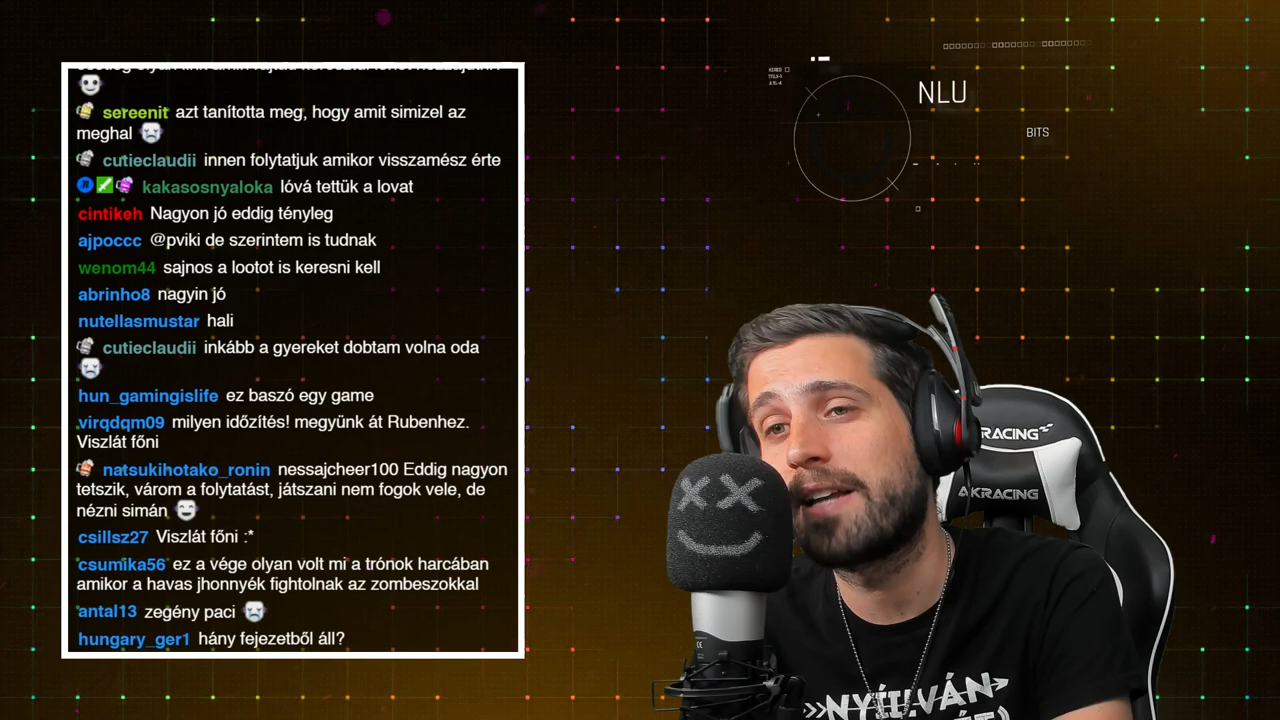 sereenit azt tanította meg, hogy amit simizel az
meghal
cutieclaudii innen folytatjuk amikor visszamész érte
kakasosnyaloka lóvá tettük a lovat
cintikeh Nagyon jó eddig tényleg
ajpoccc @pviki de szerintem is tudnak
wenom44 sajnos a lootot is keresni kell
abrinho8 nagyin jó
nutellasmustar hali
cutieclaudii inkább a gyereket dobtam volna oda
hun_gamingislife ez baszó egy game
virqdqm09 milyen időzítés! megyünk át Rubenhez.
Viszlát főni
natsukihotako_ronin nessajcheer100 Eddig nagyon
tetszik, várom a folytatást, játszani nem fogok vele, de
nézni simán
csillsz27 Viszlát főni :*
csumika56 ez a vége olyan volt mi a trónok harcában
amikor a havas jhonnyék fightolnak az zombeszokkal
antal13 zegény paci
hungary_ger1 hány fejezetből áll?
NLU
BITS
AKRACING
»NYÍLVÁN